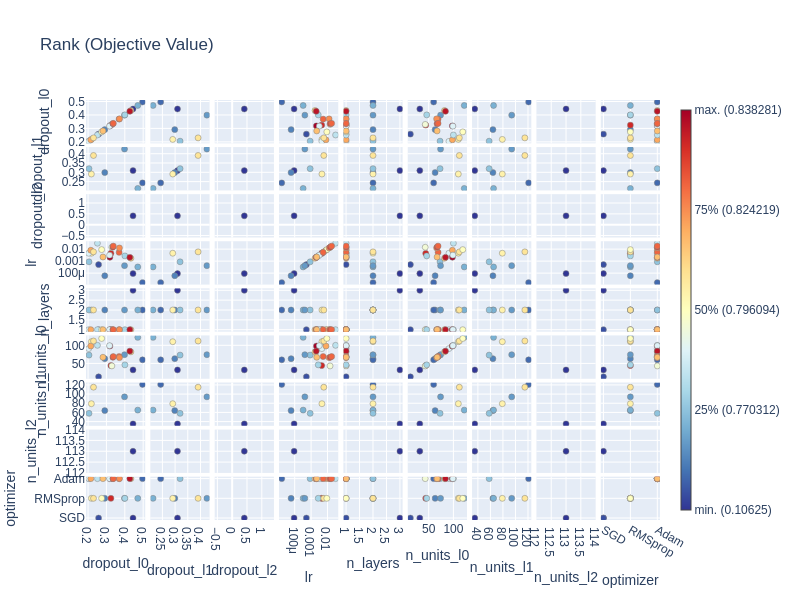 Rank (Objective Value)
dropout_l0
0.5
0.4
0.3
0.2
dropout_l1
0.4
0.35
0.3
0.25
dropout_l2
1
0.5
0
−0.5
lr
0.01
0.001
100μ
n_layers
3
2.5
2
1.5
1
n_units_l0
100
50
n_units_l1
120
100
80
60
40
n_units_l2
114
113.5
113
112.5
112
optimizer
Adam
RMSprop
SGD
0.2 0.3 0.4 0.5
dropout_l0
0.25 0.3 0.35 0.4
dropout_l1
−0.5 0 0.5 1
dropout_l2
100μ 0.001 0.01
lr
1 1.5 2 2.5 3
n_layers
50 100
n_units_l0
40 60 80 100 120
n_units_l1
112 112.5 113 113.5 114
n_units_l2
SGD RMSprop Adam
optimizer
max. (0.838281)
75% (0.824219)
50% (0.796094)
25% (0.770312)
min. (0.10625)